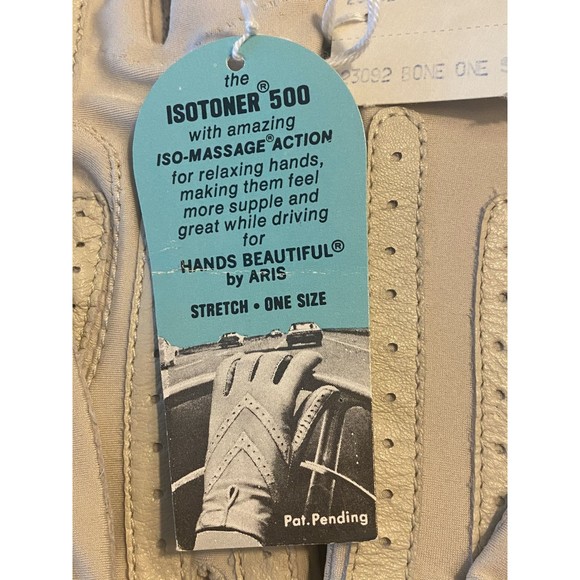 23092 BONE ONE S
the
ISOTONER® 500
with amazing
ISO-MASSAGE® ACTION
for relaxing hands,
making them feel
more supple and
great while driving
for
HANDS BEAUTIFUL®
by ARIS
STRETCH • ONE SIZE
Pat. Pending